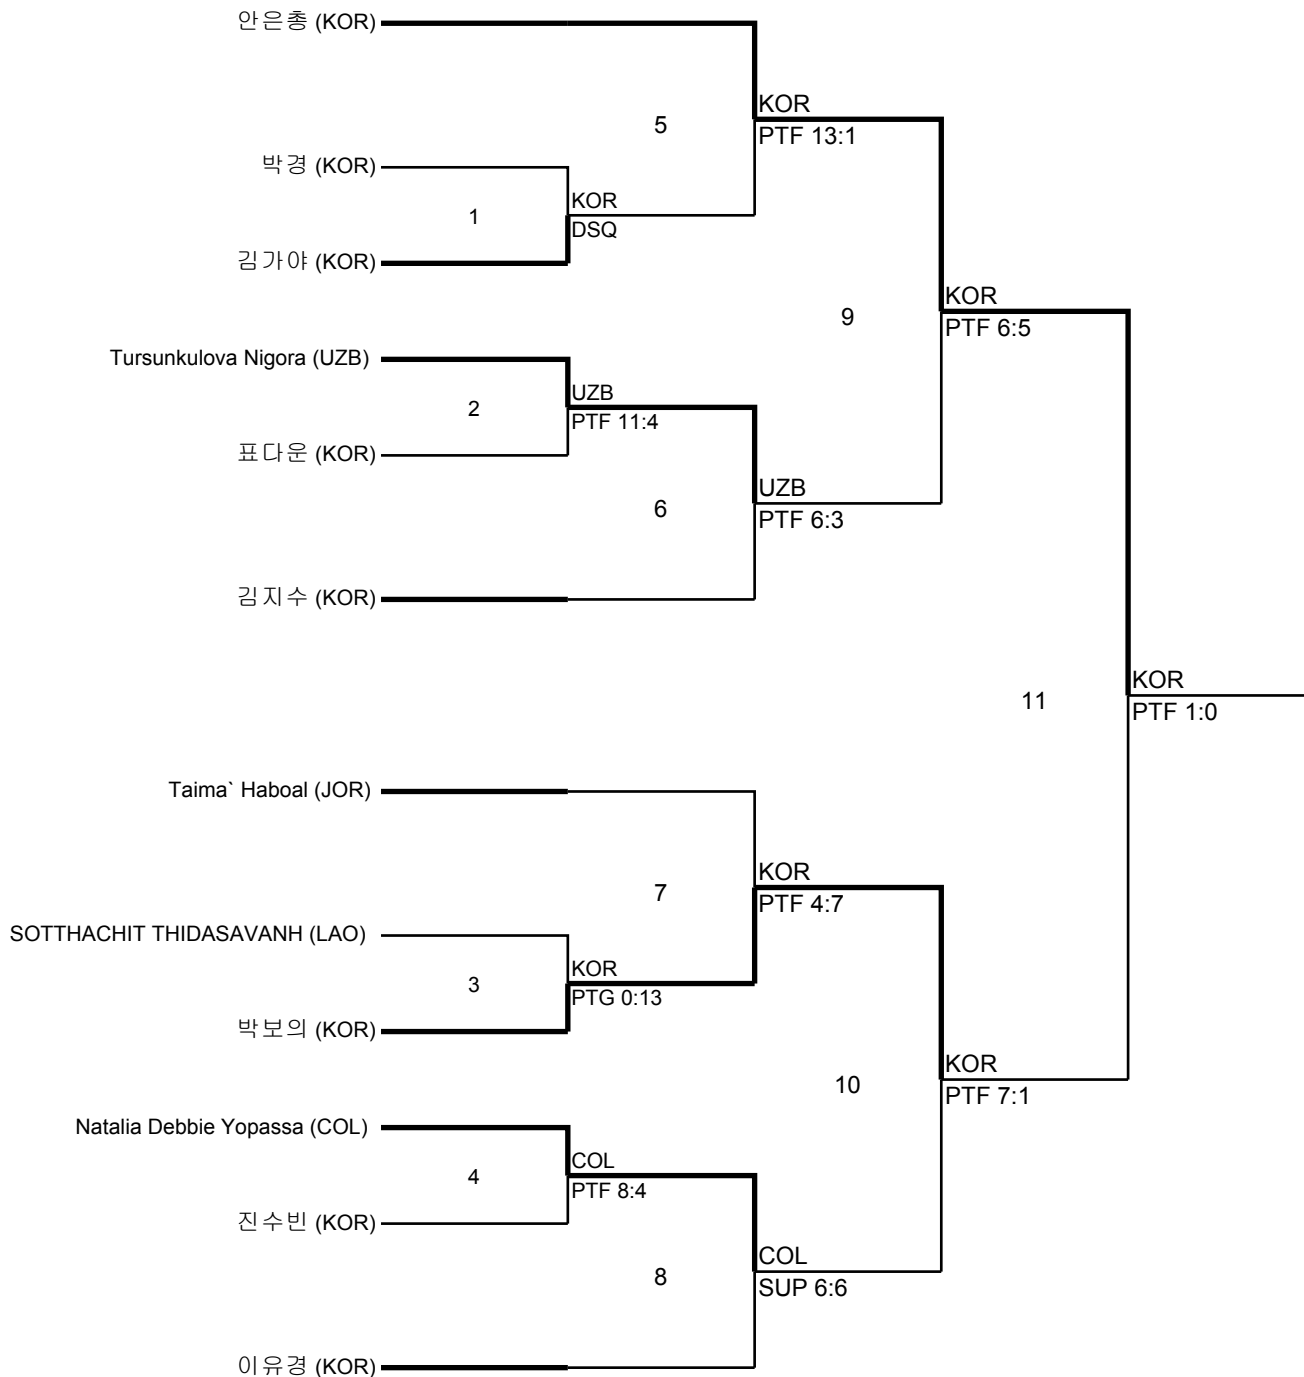 안은총 (KOR)
KOR
5
PTF 13:1
박경 (KOR)
KOR
1
DSQ
김가야 (KOR)
KOR
9
PTF 6:5
Tursunkulova Nigora (UZB)
UZB
2
PTF 11:4
표다운 (KOR)
UZB
6
PTF 6:3
김지수 (KOR)
KOR
11
PTF 1:0
Taima` Haboal (JOR)
KOR
7
PTF 4:7
SOTTHACHIT THIDASAVANH (LAO)
KOR
3
PTG 0:13
박보의 (KOR)
KOR
10
PTF 7:1
Natalia Debbie Yopassa (COL)
COL
4
PTF 8:4
진수빈 (KOR)
COL
8
SUP 6:6
이유경 (KOR)